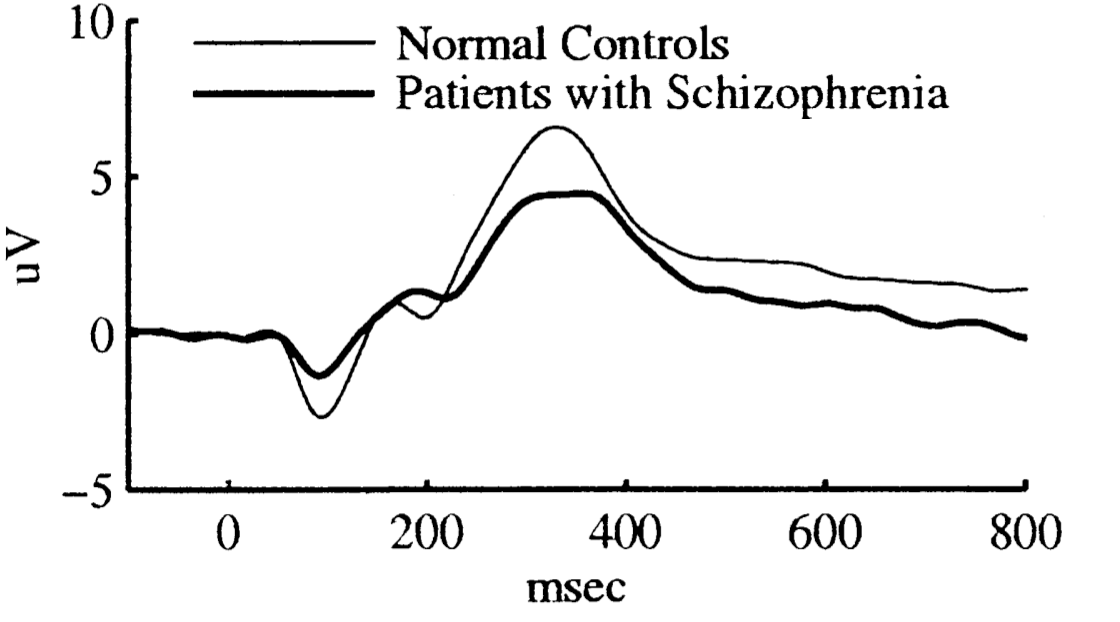 10
Normal Controls
Patients with Schizophrenia
5
uV
0
−5
0 200 400 600 800
msec